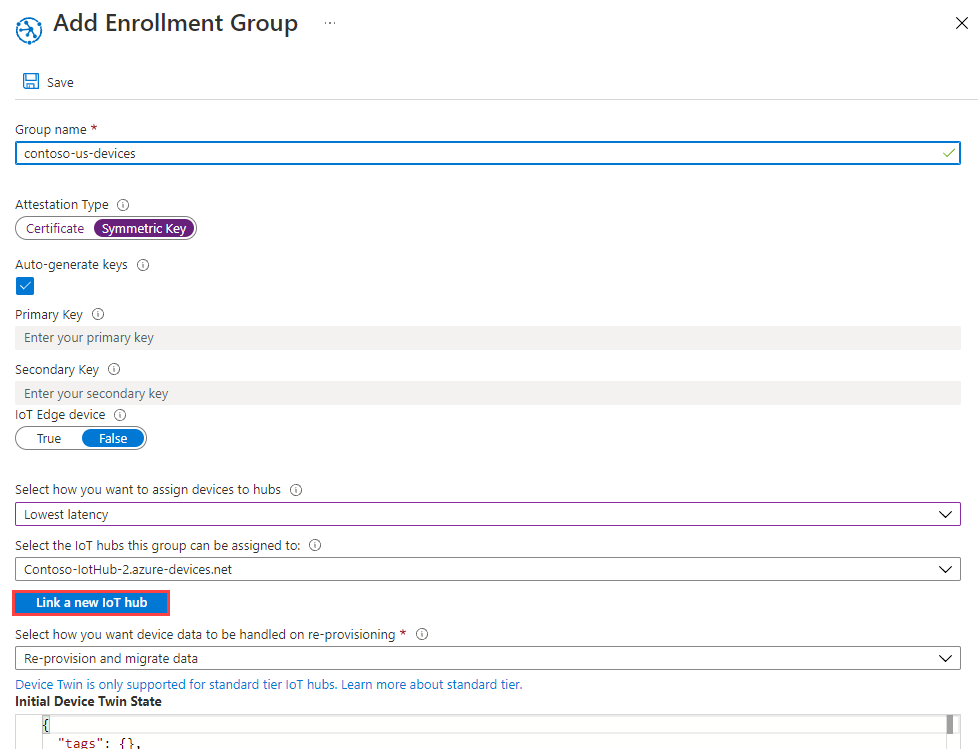 Add Enrollment Group ...
Save
Group name *
contoso-us-devices
Attestation Type
Certificate Symmetric Key
Auto-generate keys
Primary Key
Enter your primary key
Secondary Key
Enter your secondary key
IoT Edge device
True False
Select how you want to assign devices to hubs
Lowest latency
Select the IoT hubs this group can be assigned to:
Contoso-IotHub-2.azure-devices.net
Link a new IoT hub
Select how you want device data to be handled on re-provisioning *
Re-provision and migrate data
Device Twin is only supported for standard tier IoT hubs. Learn more about standard tier.
Initial Device Twin State
{
"tags": {},